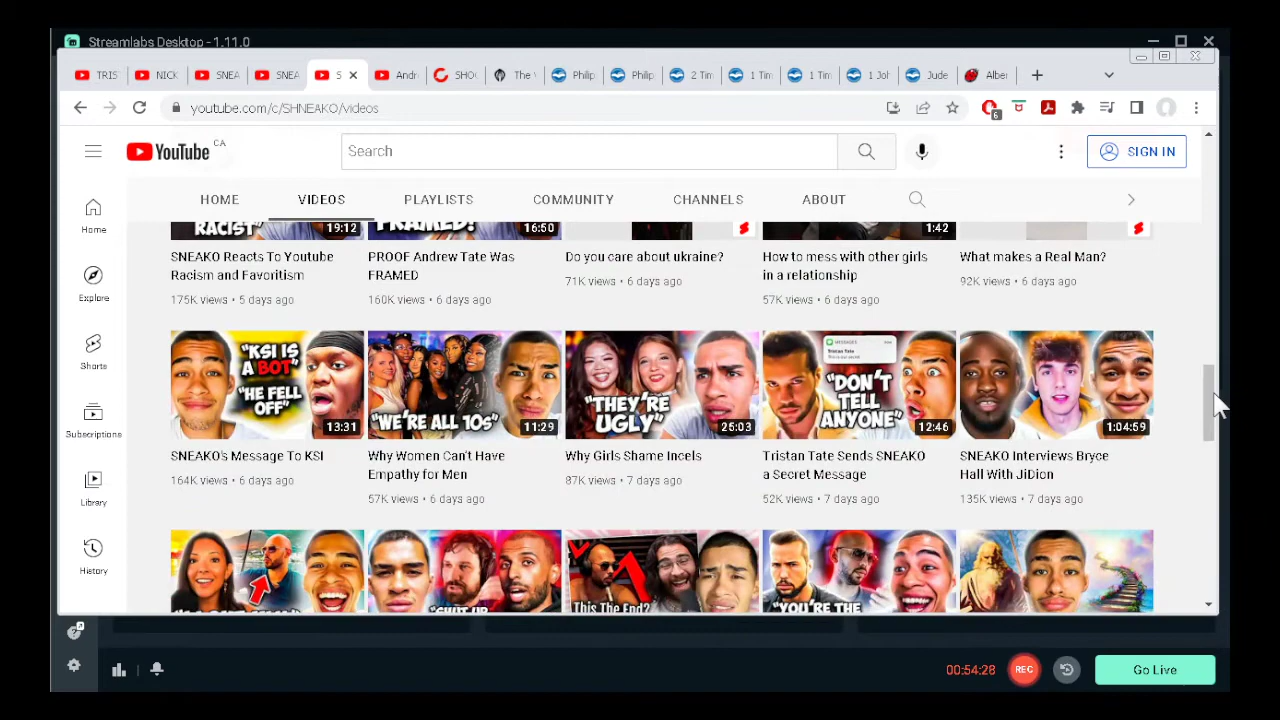 Streamlabs Desktop - 1.11.0
TRIS
NICK
SNEA
SNEA
S
Andr
SHO
The
Philip
Philip
2 Tim
1 Tim
1 Tim
1 Joh
Jude
Alber
youtube.com/c/SHNEAKO/videos
6
YouTube CA
Search
SIGN IN
HOME
VIDEOS
PLAYLISTS
COMMUNITY
CHANNELS
ABOUT
Home
Explore
Shorts
Subscriptions
Library
History
RACIST"
19:12
FRAMED!"
16:50
1:42
SNEAKO Reacts To Youtube
Racism and Favoritism
175K views • 5 days ago
PROOF Andrew Tate Was
FRAMED
160K views • 6 days ago
Do you care about ukraine?
71K views • 6 days ago
How to mess with other girls
in a relationship
57K views • 6 days ago
What makes a Real Man?
92K views • 6 days ago
"KSI IS
A BOT"
"HE FELL
OFF"
13:31
"WE'RE ALL 10s"
11:29
"THEY'RE
UGLY"
25:03
MESSAGES
Tristan Tate
"DON'T
TELL
ANYONE"
12:46
1:04:59
SNEAKO's Message To KSI
164K views • 6 days ago
Why Women Can't Have
Empathy for Men
57K views • 6 days ago
Why Girls Shame Incels
87K views • 7 days ago
Tristan Tate Sends SNEAKO
a Secret Message
52K views • 7 days ago
SNEAKO Interviews Bryce
Hall With JiDion
135K views • 7 days ago
"SHUT UP
This The End?
"YOU'RE THE
00:54:28
REC
Go Live